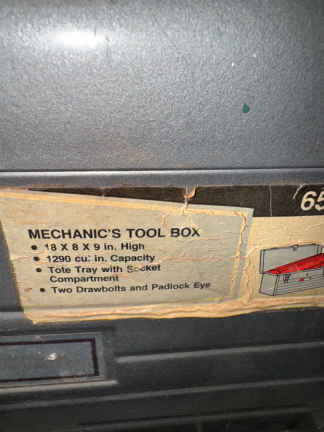 65
MECHANIC'S TOOL BOX
• 18 X 8 X 9 in. High
• 1290 cu. in. Capacity
• Tote Tray with Socket
Compartment
• Two Drawbolts and Padlock Eye